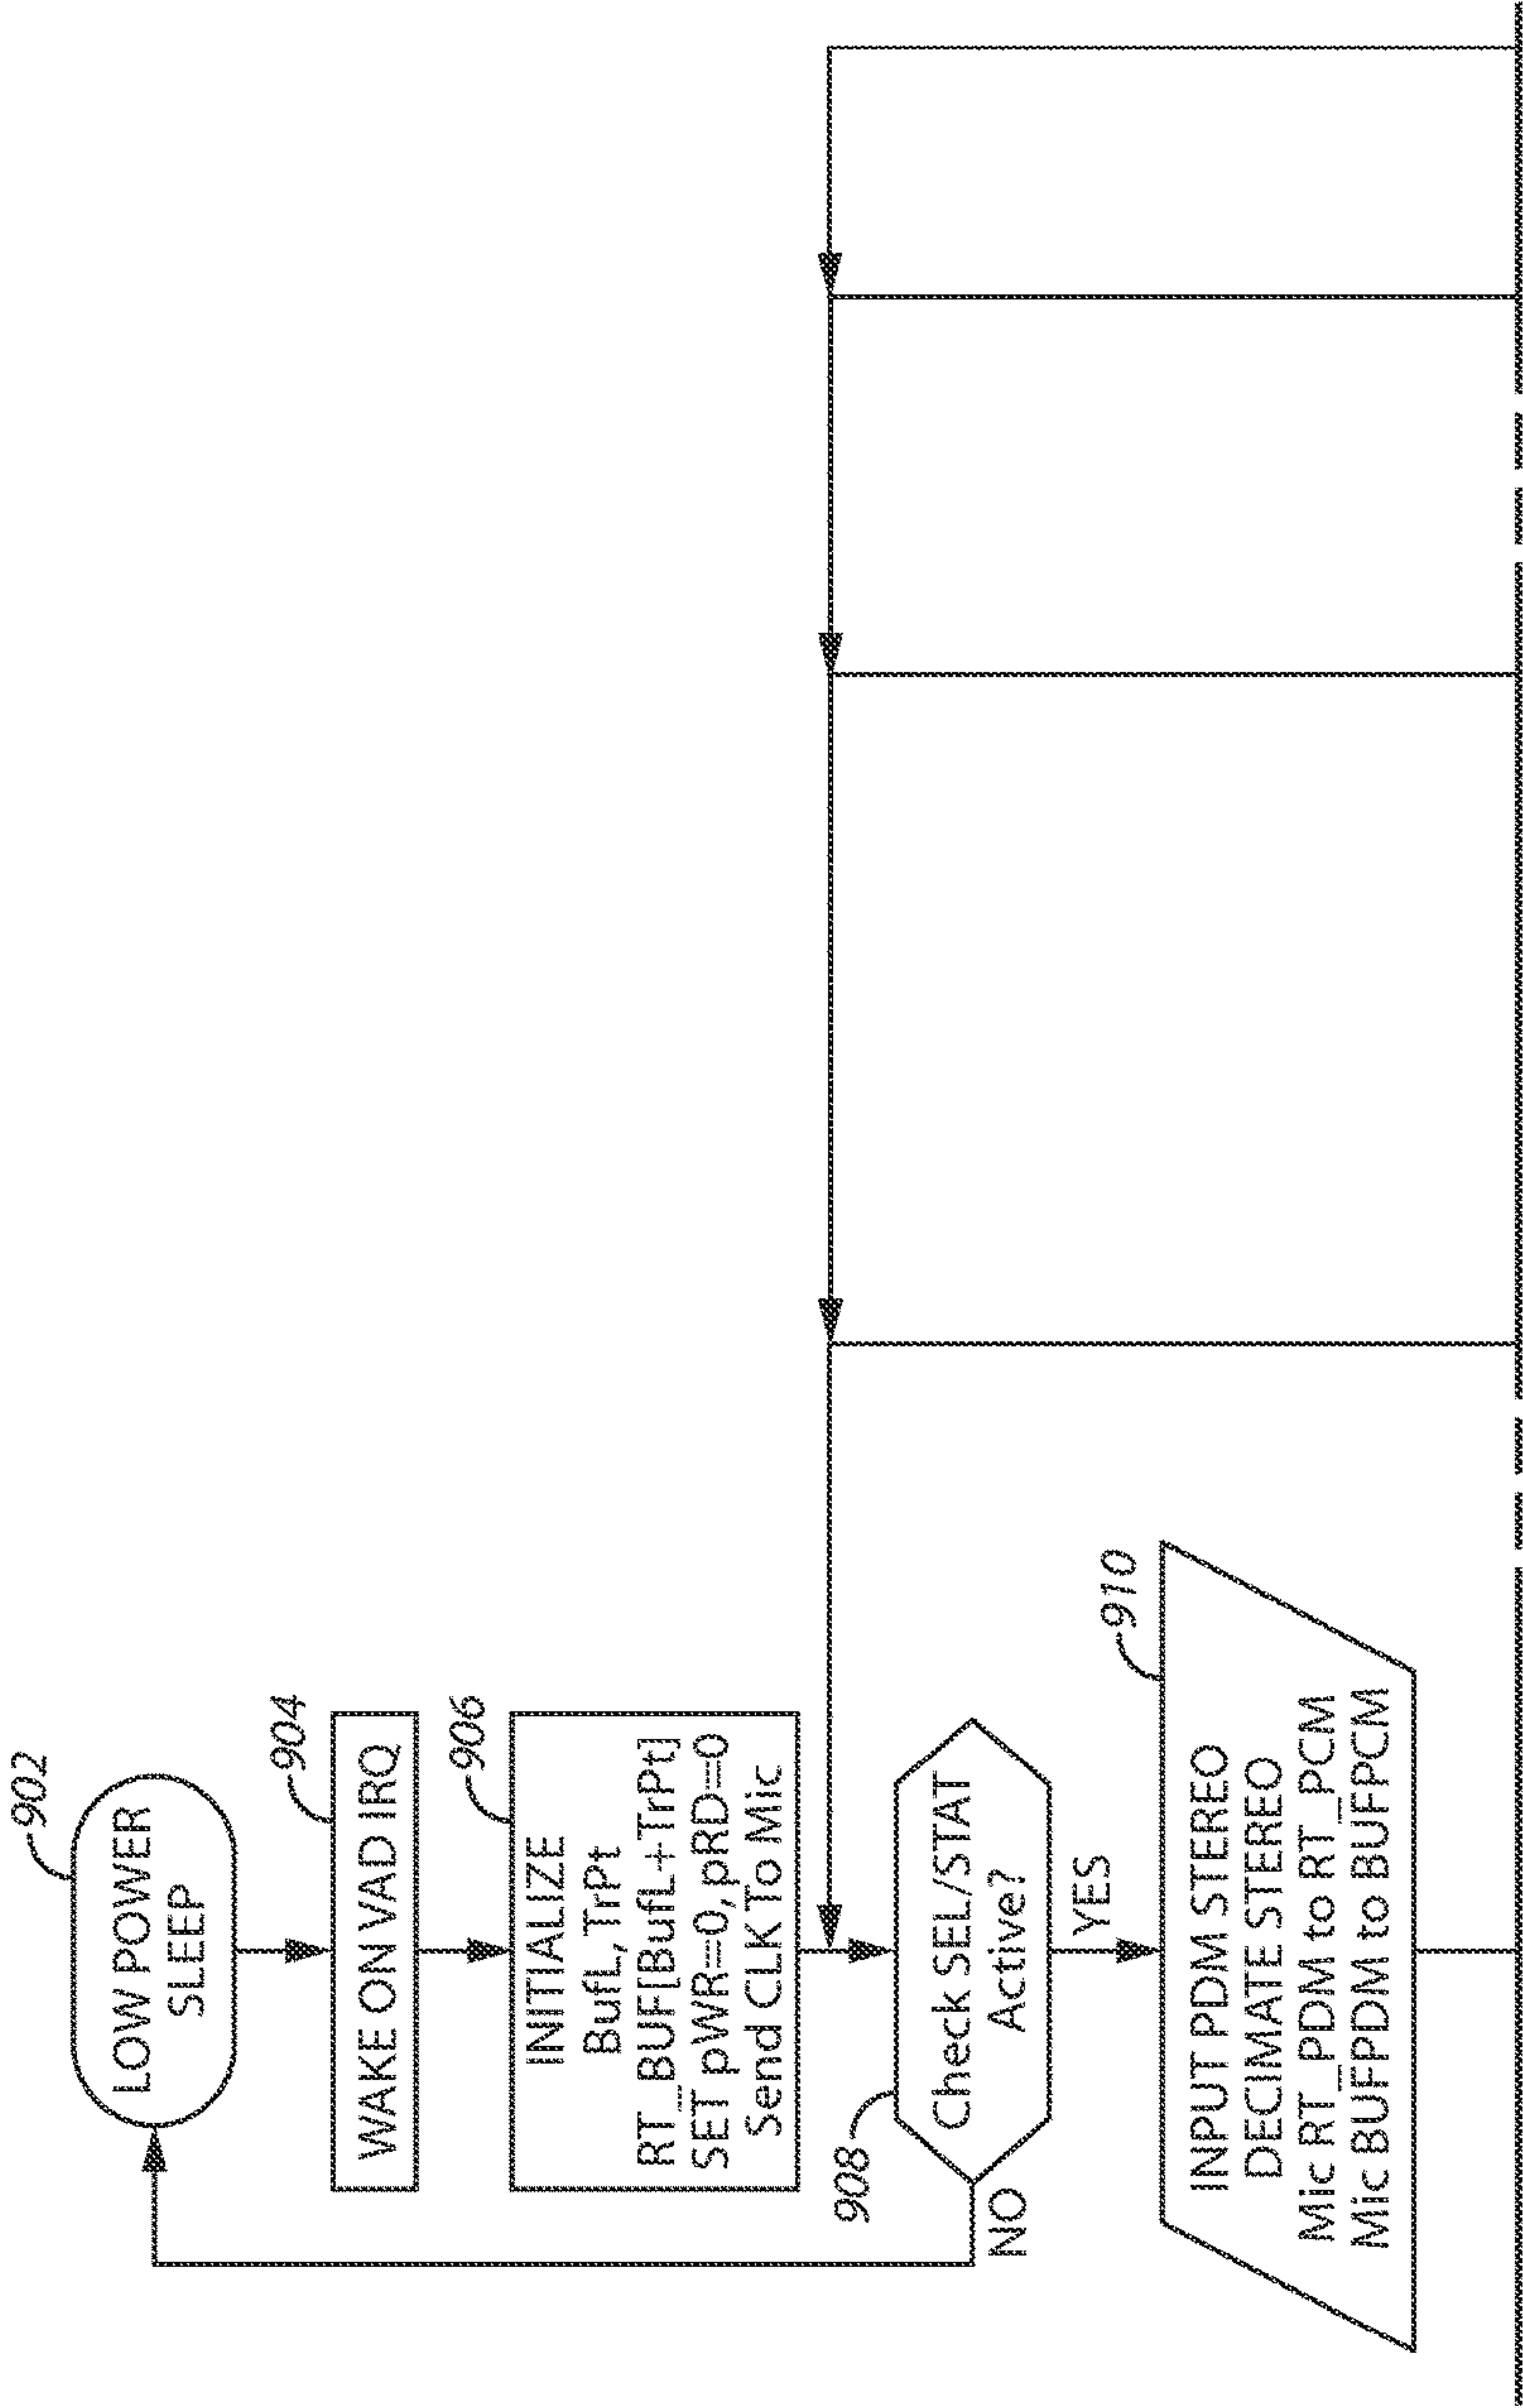 902
LOW POWER
SLEEP
904
WAKE ON VAD IRQ
906
INITIALIZE
BufL, TrPt
RT_BUF[BufL+TrPt]
SET pWR=0, pRD=0
Send CLK To Mic
908
Check SEL/STAT
Active?
NO
YES
910
INPUT PDM STEREO
DECIMATE STEREO
Mic RT_PDM to RT_PCM
Mic BUFPDM to BUFPCM